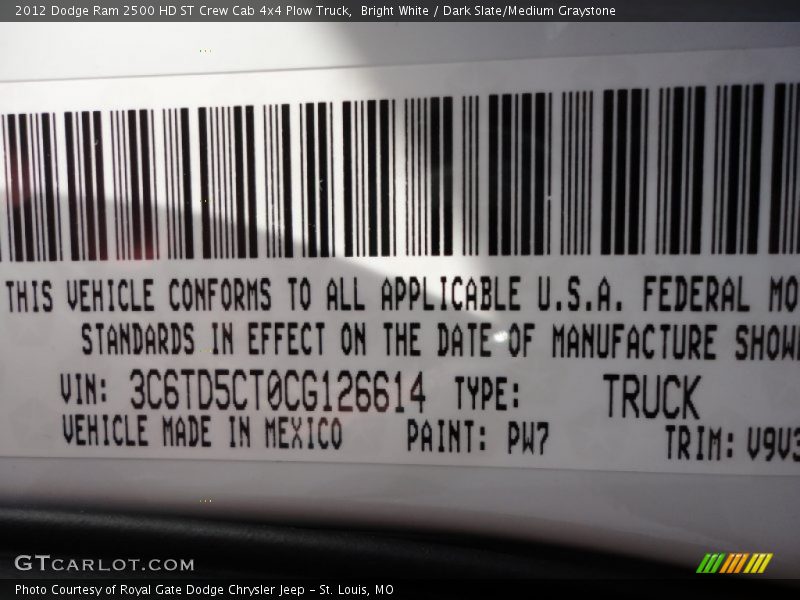 2012 Dodge Ram 2500 HD ST Crew Cab 4x4 Plow Truck, Bright White / Dark Slate/Medium Graystone
THIS VEHICLE CONFORMS TO ALL APPLICABLE U.S.A. FEDERAL MO
STANDARDS IN EFFECT ON THE DATE OF MANUFACTURE SHOW
VIN: 3C6TD5CT0CG126614 TYPE: TRUCK
VEHICLE MADE IN MEXICO PAINT: PW7 TRIM: V9V3
GTCARLOT.COM
Photo Courtesy of Royal Gate Dodge Chrysler Jeep - St. Louis, MO